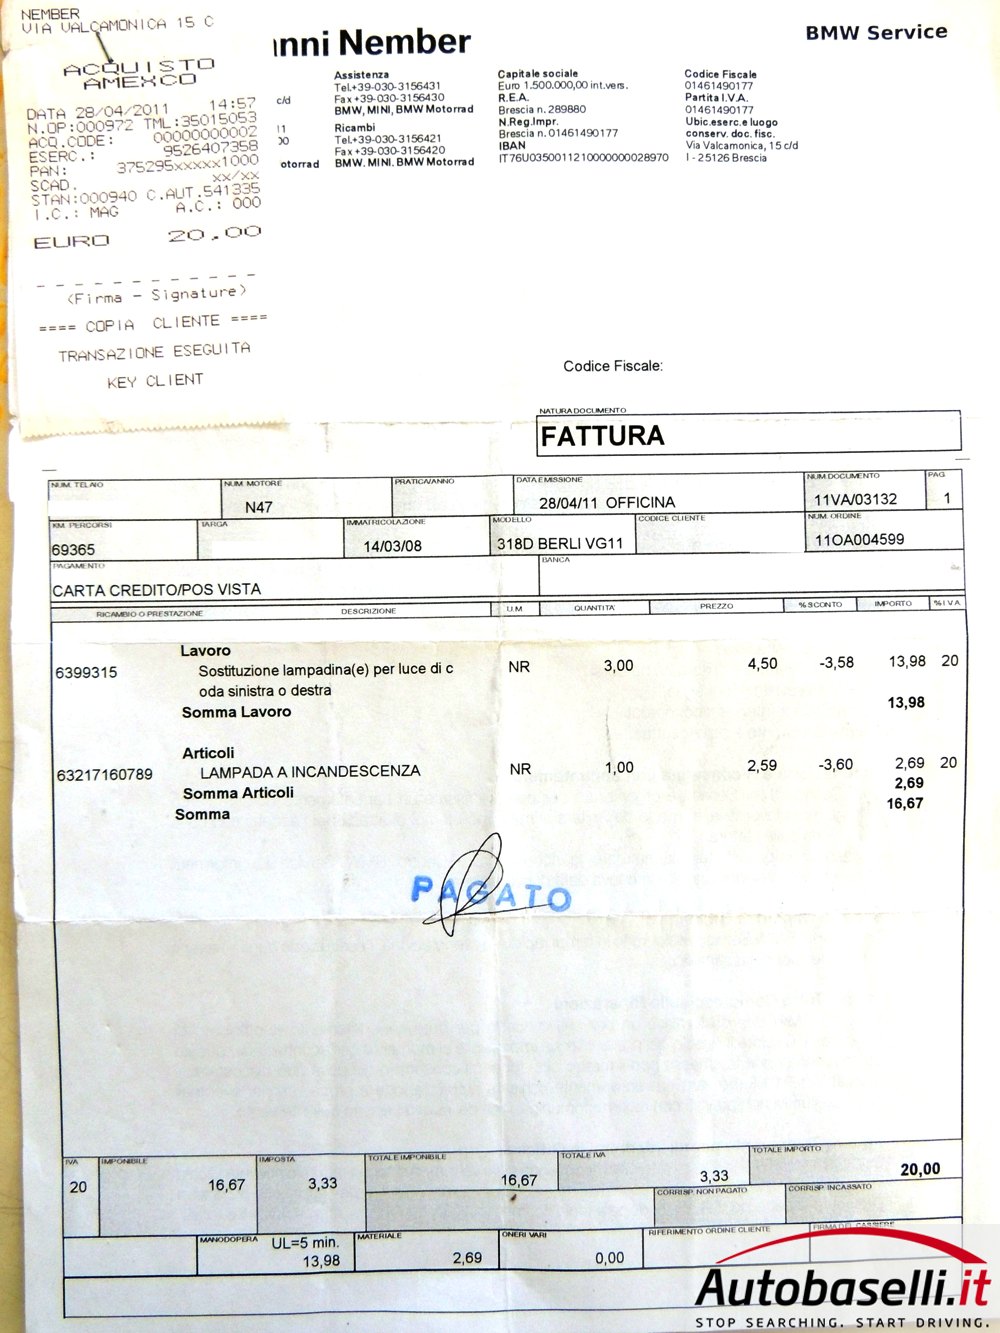 NEMBER
VIA VALCAMONICA 15 C
ACQUISTO
AMEXCO
DATA 28/04/2011 14:57
N.OP:000972 TML:35015053
ACQ.CODE: 00000000002
ESERC.: 9526407358
PAN: 375295xxxxx1000
SCAD. xx/xx
STAN:000940 C.AUT.541335
I.C.: MAG A.C.: 000
EURO 20,00
(Firma - Signature)
==== COPIA CLIENTE ====
TRANSAZIONE ESEGUITA
KEY CLIENT
nni Nember
BMW Service
c/d
Assistenza
Tel.+39-030-3156431
Fax +39-030-3156430
BMW, MINI, BMW Motorrad
Ricambi
Tel.+39-030-3156421
Fax +39-030-3156420
otorrad BMW. MINI. BMW Motorrad
Capitale sociale
Euro 1.500.000,00 int.vers.
R.E.A.
Brescia n. 289880
N.Reg.Impr.
Brescia n. 01461490177
IBAN
IT76U0350011210000000028970
Codice Fiscale
01461490177
Partita I.V.A.
01461490177
Ubic.eserc.e luogo
conserv. doc. fisc.
Via Valcamonica, 15 c/d
I - 25126 Brescia
Codice Fiscale:
NATURA DOCUMENTO
FATTURA
NUM. TELAIO NUM. MOTORE PRATICA/ANNO DATA EMISSIONE NUM. DOCUMENTO PAG
N47 28/04/11 OFFICINA 11VA/03132 1
KM. PERCORSI TARGA IMMATRICOLAZIONE MODELLO CODICE CLIENTE NUM. ORDINE
69365 14/03/08 318D BERLI VG11 11OA004599
PAGAMENTO BANCA
CARTA CREDITO/POS VISTA
RICAMBIO O PRESTAZIONE DESCRIZIONE U.M QUANTITA' PREZZO % SCONTO IMPORTO % I.V.A.
Lavoro
6399315 Sostituzione lampadina(e) per luce di c NR 3,00 4,50 -3,58 13,98 20
oda sinistra o destra
Somma Lavoro 13,98
Articoli
63217160789 LAMPADA A INCANDESCENZA NR 1,00 2,59 -3,60 2,69 20
Somma Articoli 2,69
Somma 16,67
PAGATO
IVA IMPONIBILE IMPOSTA TOTALE IMPONIBILE TOTALE IVA TOTALE IMPORTO
20 16,67 3,33 16,67 3,33 20,00
CORRISP. NON PAGATO CORRISP. INCASSATO
MANODOPERA UL=5 min. MATERIALE ONERI VARI RIFERIMENTO ORDINE CLIENTE FIRMA DEL CASSIERE
13,98 2,69 0,00
Autobaselli.it
STOP SEARCHING. START DRIVING.